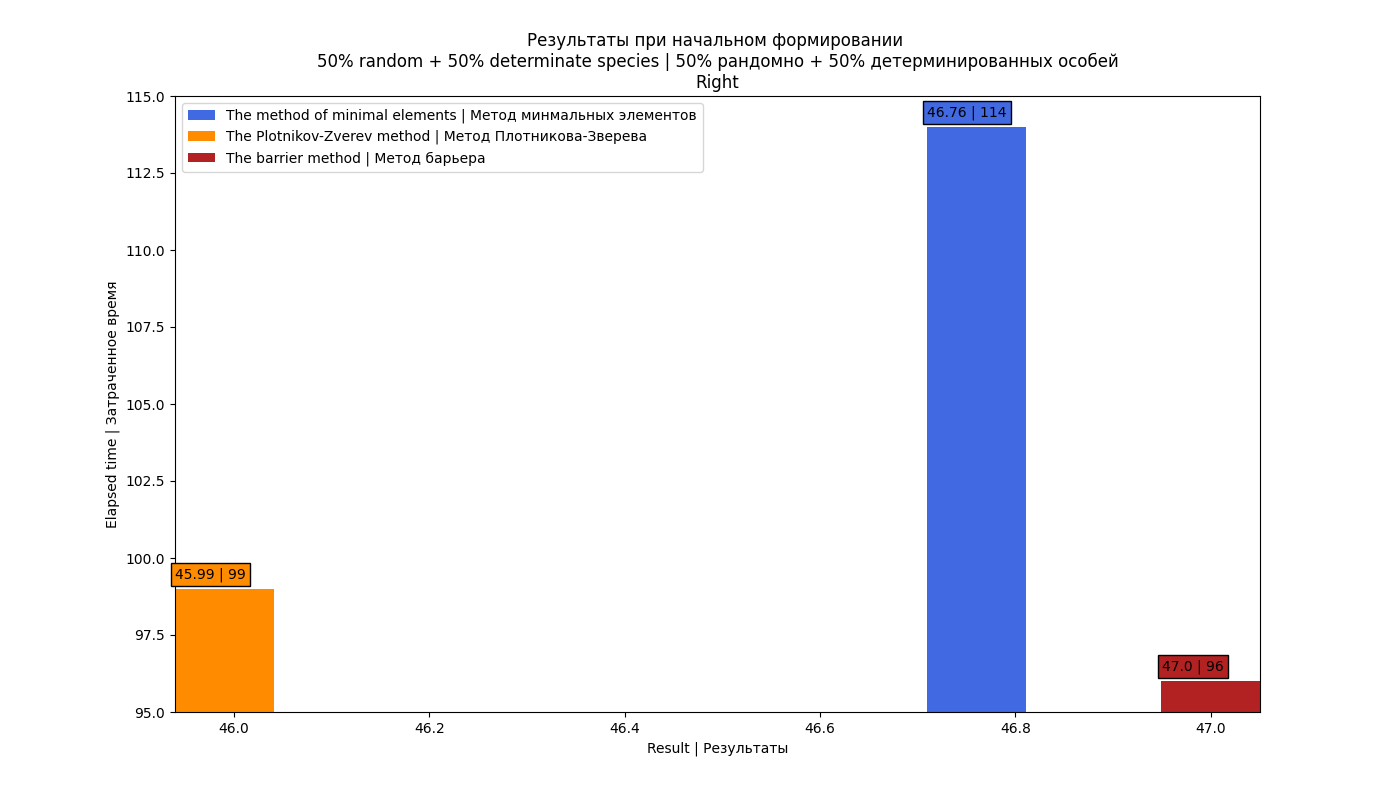 Результаты при начальном формировании
50% random + 50% determinate species | 50% рандомно + 50% детерминированных особей
Right
115.0
112.5
110.0
107.5
105.0
102.5
100.0
97.5
95.0
Elapsed time | Затраченное время
The method of minimal elements | Метод минмальных элементов
The Plotnikov-Zverev method | Метод Плотникова-Зверева
The barrier method | Метод барьера
46.76 | 114
45.99 | 99
47.0 | 96
46.0
46.2
46.4
46.6
46.8
47.0
Result | Результаты